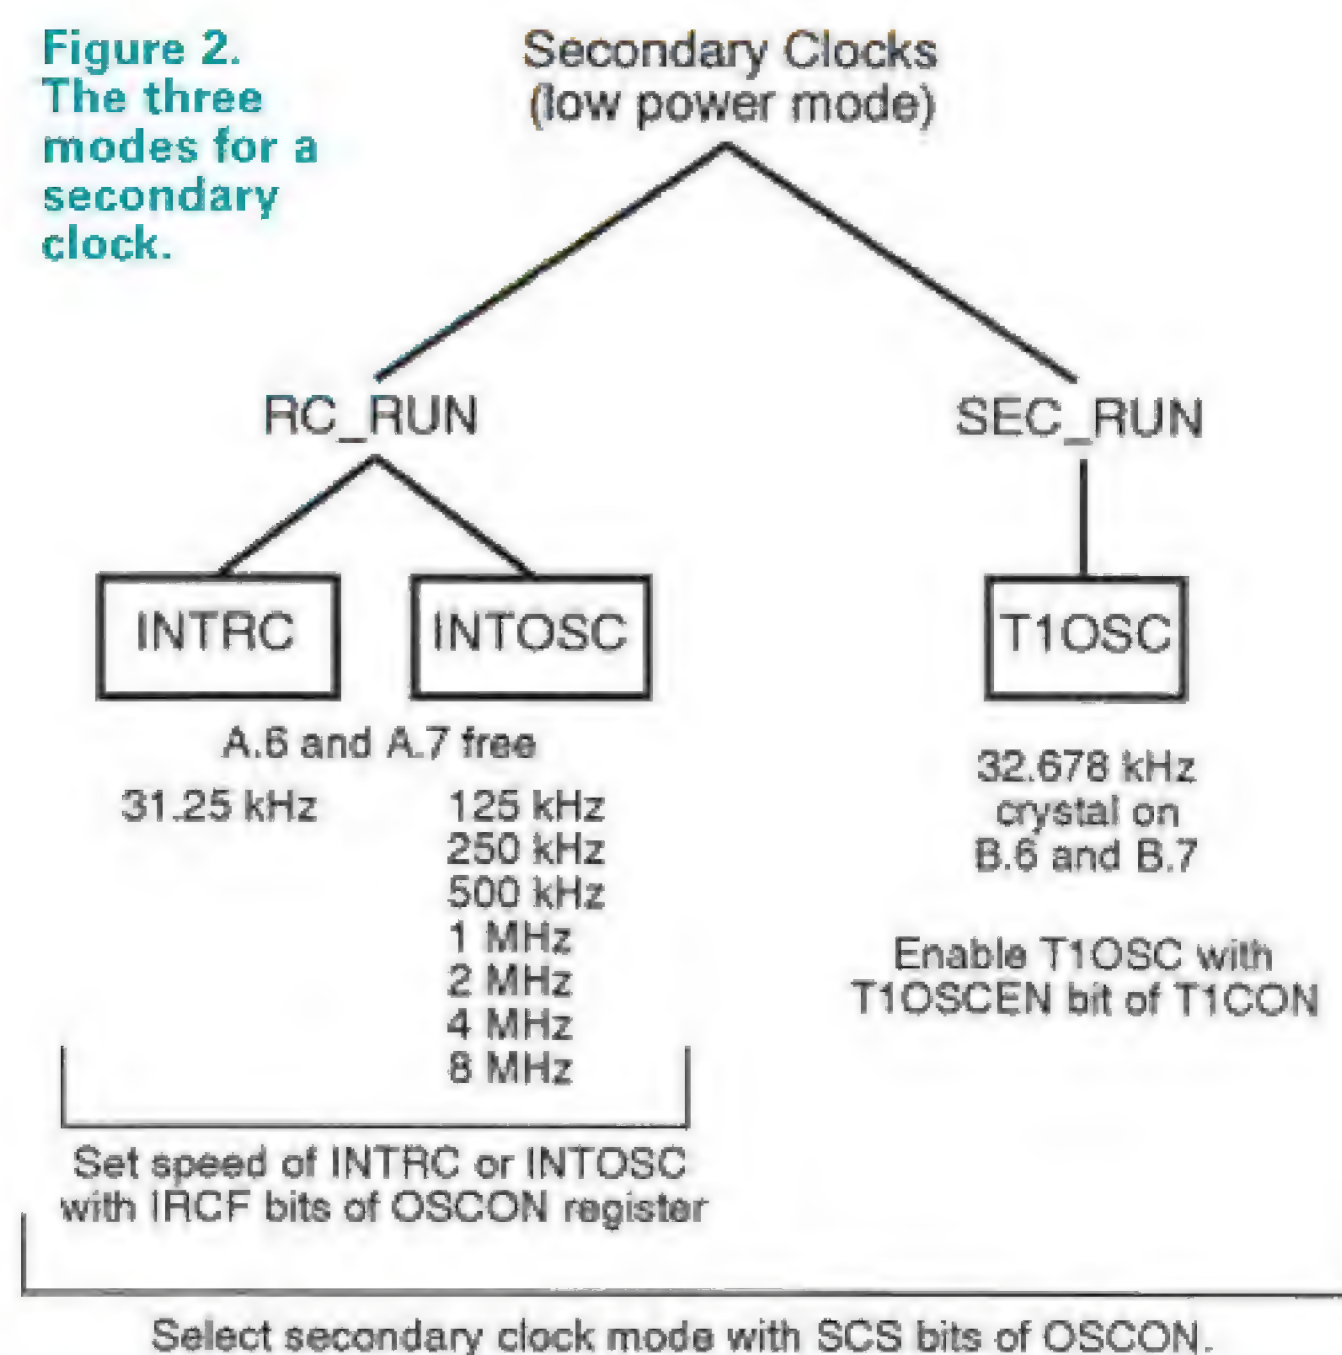 Figure 2.
The three
modes for a
secondary
clock.
Secondary Clocks
(low power mode)
RC_RUN
SEC_RUN
INTRC
INTOSC
T1OSC
A.6 and A.7 free
31.25 kHz
125 kHz
250 kHz
500 kHz
1 MHz
2 MHz
4 MHz
8 MHz
32.678 kHz
crystal on
B.6 and B.7
Enable T1OSC with
T1OSCEN bit of T1CON
Set speed of INTRC or INTOSC
with IRCF bits of OSCON register
Select secondary clock mode with SCS bits of OSCON.